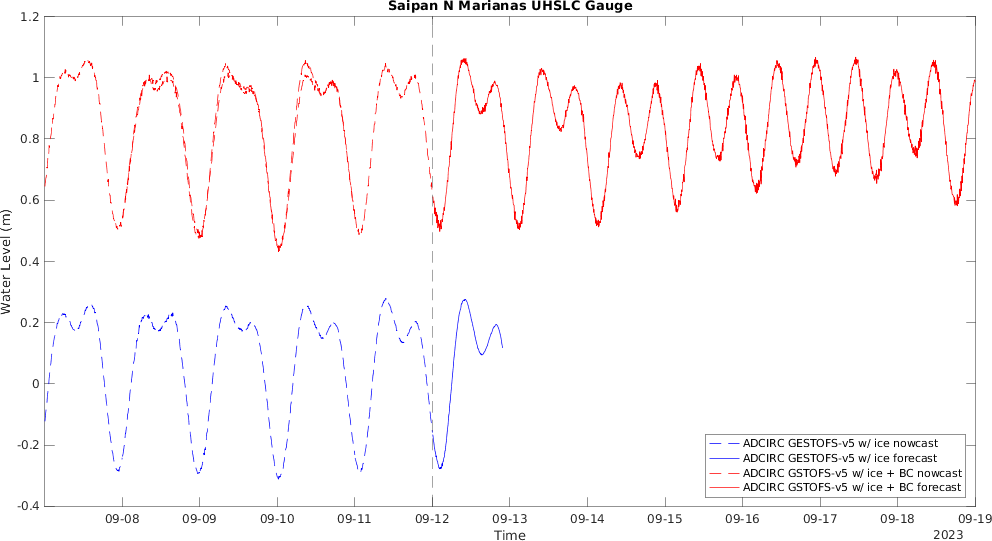 Saipan N Marianas UHSLC Gauge
1.2
1
0.8
0.6
0.4
0.2
0
-0.2
-0.4
Water Level (m)
ADCIRC GESTOFS-v5 w/ ice nowcast
ADCIRC GESTOFS-v5 w/ ice forecast
ADCIRC GSTOFS-v5 w/ ice + BC nowcast
ADCIRC GSTOFS-v5 w/ ice + BC forecast
09-08 09-09 09-10 09-11 09-12 09-13 09-14 09-15 09-16 09-17 09-18 09-19
Time
2023